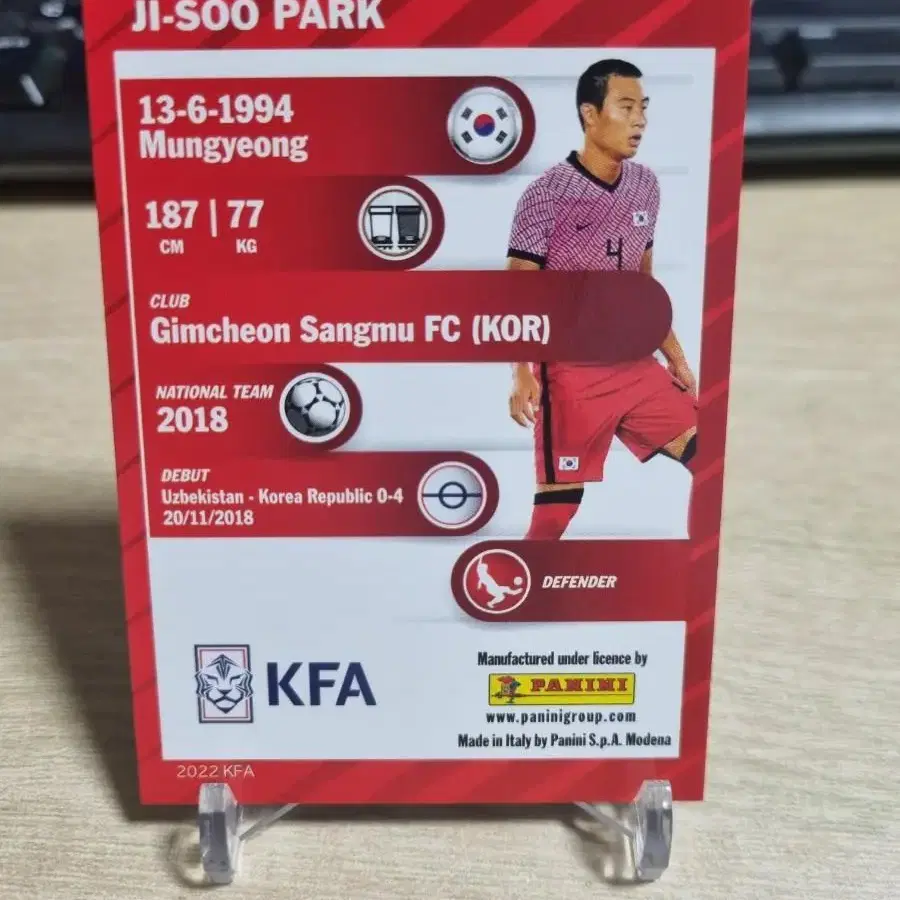 JI-SOO PARK
13-6-1994
Mungyeong
187 | 77
CM KG
CLUB
Gimcheon Sangmu FC (KOR)
NATIONAL TEAM
2018
DEBUT
Uzbekistan - Korea Republic 0-4
20/11/2018
4
DEFENDER
KFA
Manufactured under licence by
PANINI
www.paninigroup.com
Made in Italy by Panini S.p.A. Modena
2022 KFA